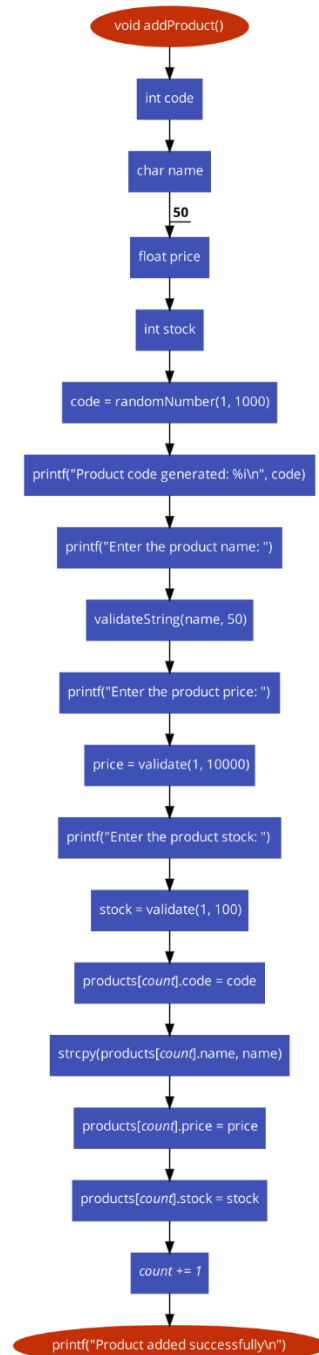 void addProduct()
int code
char name
50
float price
int stock
code = randomNumber(1, 1000)
printf("Product code generated: %i\n", code)
printf("Enter the product name: ")
validateString(name, 50)
printf("Enter the product price: ")
price = validate(1, 10000)
printf("Enter the product stock: ")
stock = validate(1, 100)
products[count].code = code
strcpy(products[count].name, name)
products[count].price = price
products[count].stock = stock
count += 1
printf("Product added successfully\n")